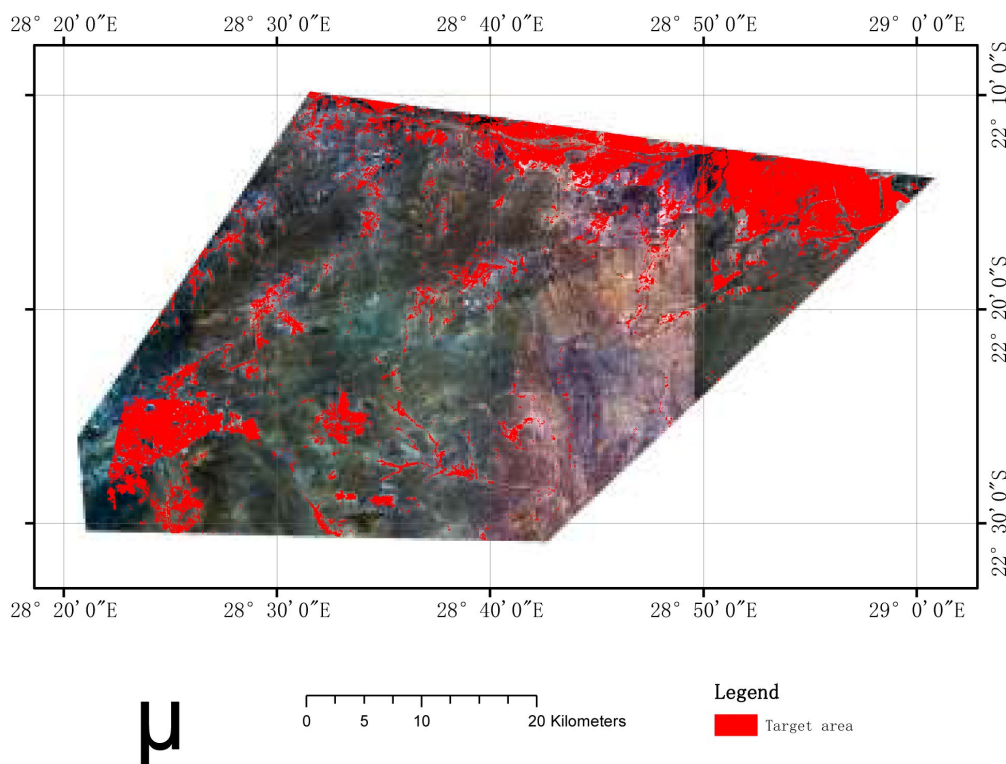 28° 20′0″E 28° 30′0″E 28° 40′0″E 28° 50′0″E 29° 0′0″E
22° 10′0″S
22° 20′0″S
22° 30′0″S
28° 20′0″E 28° 30′0″E 28° 40′0″E 28° 50′0″E 29° 0′0″E
µ
0 5 10 20 Kilometers
Legend
Target area